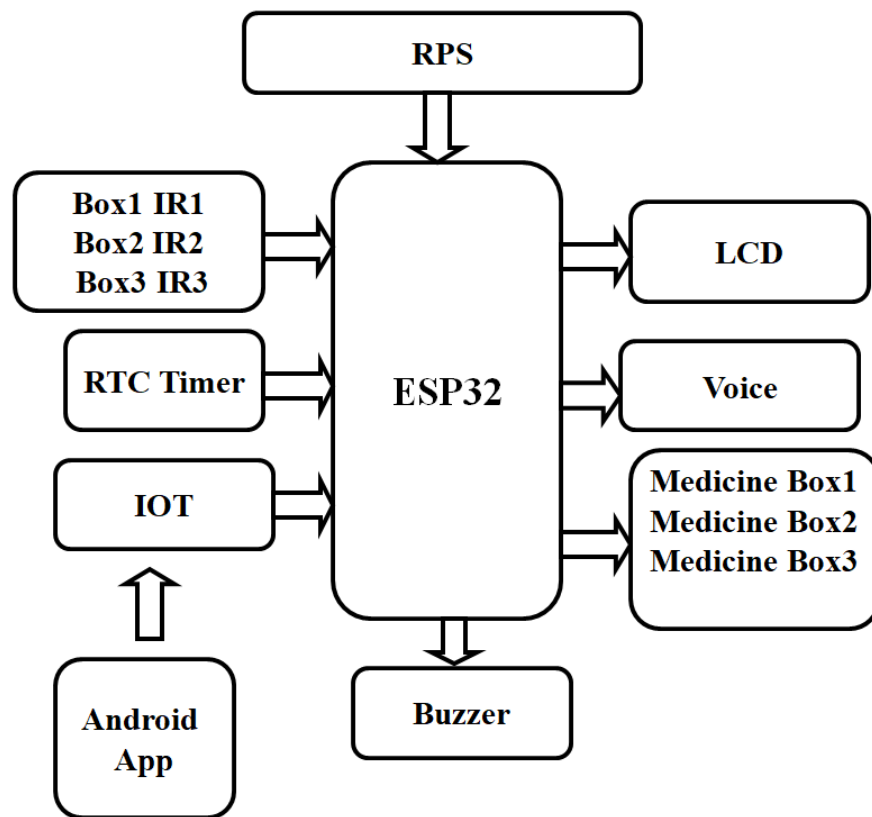 RPS
Box1 IR1
Box2 IR2
Box3 IR3
LCD
RTC Timer
ESP32
Voice
IOT
Medicine Box1
Medicine Box2
Medicine Box3
Android
App
Buzzer